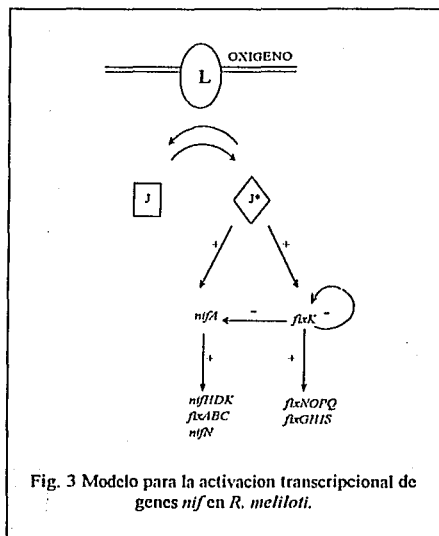 OXIGENO
L
J
J*
+
+
nifA
-
fixK
-
+
+
nifHDK
fixABC
nifN
fixNOPQ
fixGHIS
Fig. 3 Modelo para la activacion transcripcional de
genes nif en R. meliloti.